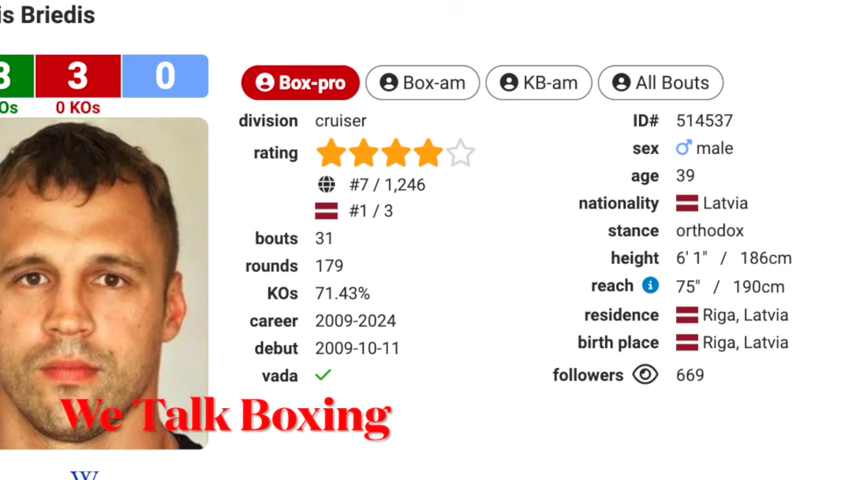 is Briedis
3 0
Os 0 KOs
Box-pro Box-am KB-am All Bouts
division cruiser
rating
#7 / 1,246
#1 / 3
bouts 31
rounds 179
KOs 71.43%
career 2009-2024
debut 2009-10-11
vada
ID# 514537
sex male
age 39
nationality Latvia
stance orthodox
height 6' 1" / 186cm
reach i 75" / 190cm
residence Riga, Latvia
birth place Riga, Latvia
followers 669
We Talk Boxing
W